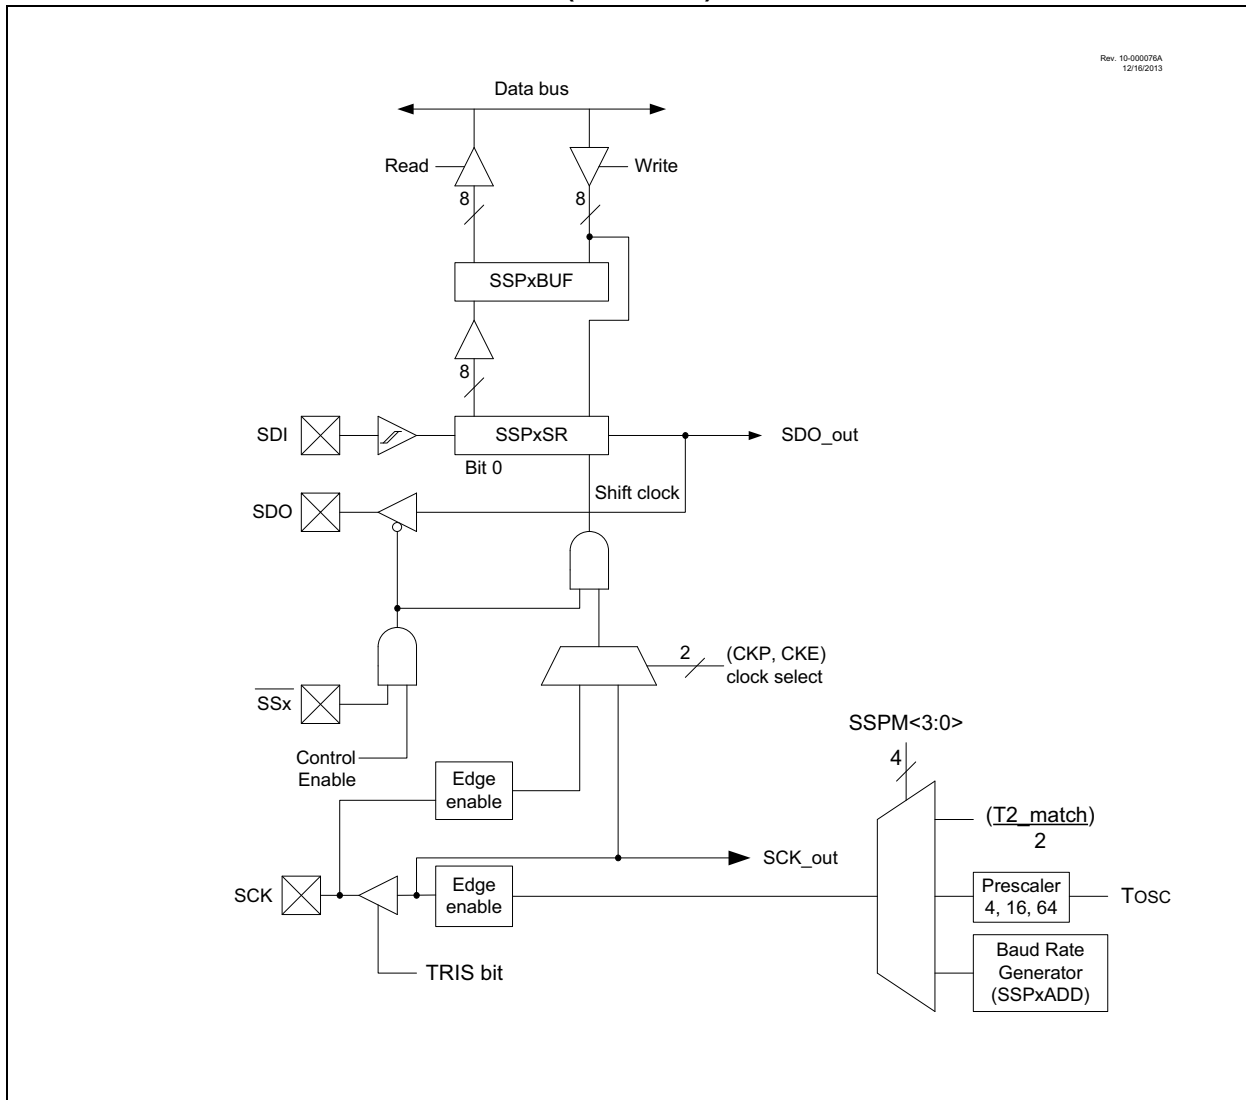 Rev. 10-000076A
12/16/2013
Data bus
Read
Write
8
8
SSPxBUF
8
SDI
SSPxSR
SDO_out
Bit 0
Shift clock
SDO
2
(CKP, CKE)
clock select
SSx
SSPM<3:0>
Control
Enable
4
Edge
enable
(T2_match)
2
SCK_out
SCK
Edge
enable
Prescaler
4, 16, 64
TOSC
Baud Rate
Generator
(SSPxADD)
TRIS bit